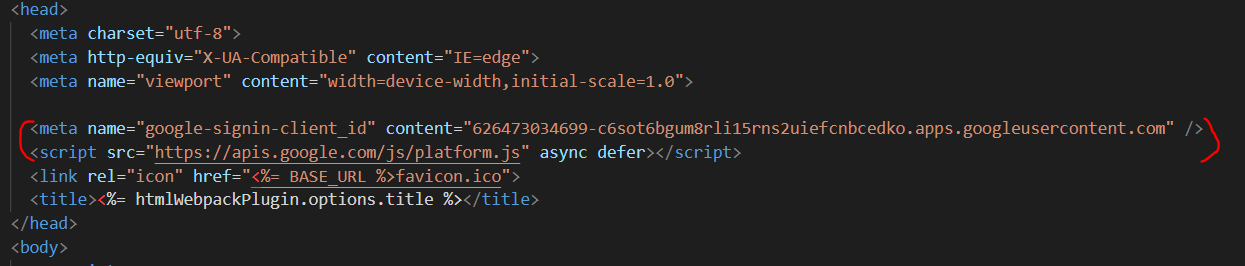 <head>
<meta charset="utf-8">
<meta http-equiv="X-UA-Compatible" content="IE=edge">
<meta name="viewport" content="width=device-width,initial-scale=1.0">
<meta name="google-signin-client_id" content="626473034699-c6sot6bgum8rli15rns2uiefcnbcedko.apps.googleusercontent.com" />
<script src="https://apis.google.com/js/platform.js" async defer></script>
<link rel="icon" href="<%= BASE_URL %>favicon.ico">
<title><%= htmlWebpackPlugin.options.title %></title>
</head>
<body>